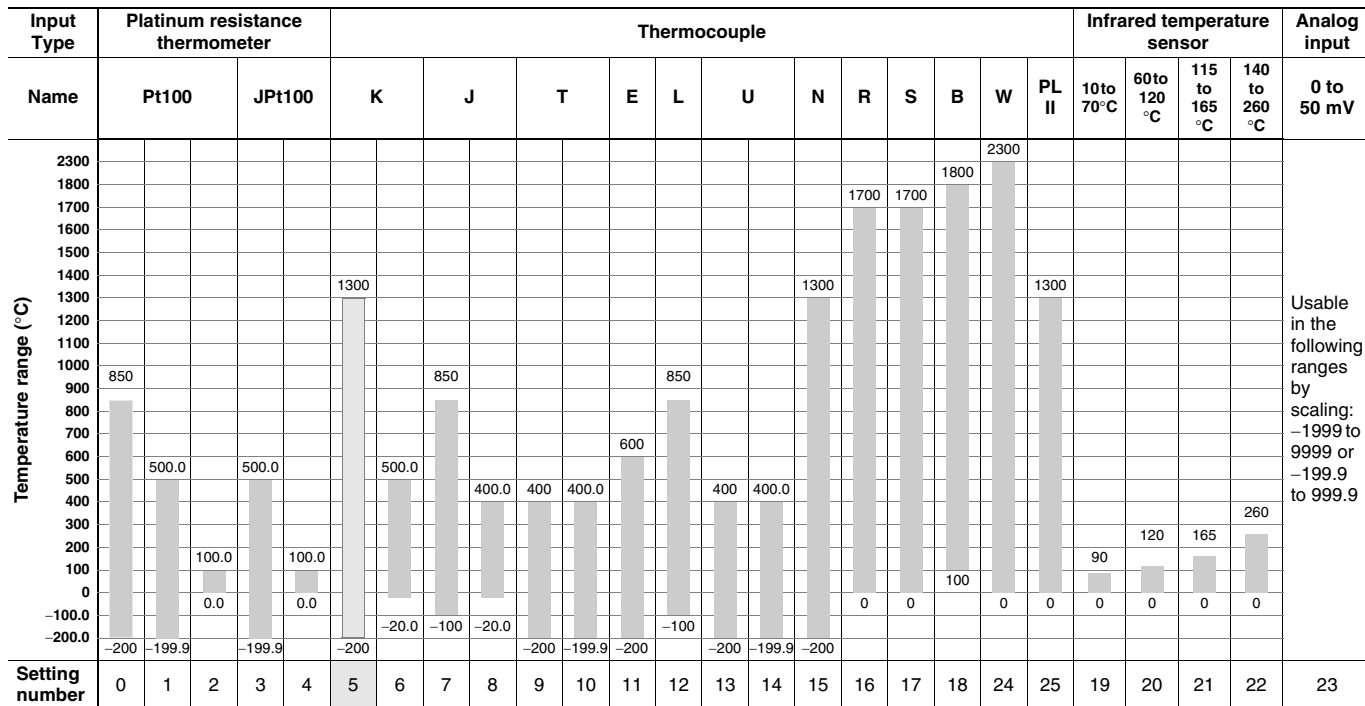 Input Type
Platinum resistance thermometer
Thermocouple
Infrared temperature sensor
Analog input
Name
Pt100
JPt100
K
J
T
E
L
U
N
R
S
B
W
PL II
10 to 70°C
60 to 120 °C
115 to 165 °C
140 to 260 °C
0 to 50 mV
Temperature range (°C)
2300
1800
1700
1600
1500
1400
1300
1200
1100
1000
900
800
700
600
500
400
300
200
100
0
−100.0
−200.0
850
−200
500.0
−199.9
100.0
0.0
500.0
−199.9
100.0
0.0
1300
−200
500.0
−20.0
850
−100
400.0
−20.0
400
−200
400.0
−199.9
600
−200
850
−100
400
−200
400.0
−199.9
1300
−200
1700
0
1700
0
1800
100
2300
0
1300
0
90
0
120
0
165
0
260
0
Usable
in the
following
ranges
by
scaling:
−1999 to
9999 or
−199.9
to 999.9
Setting number
0 1 2 3 4 5 6 7 8 9 10 11 12 13 14 15 16 17 18 24 25 19 20 21 22 23